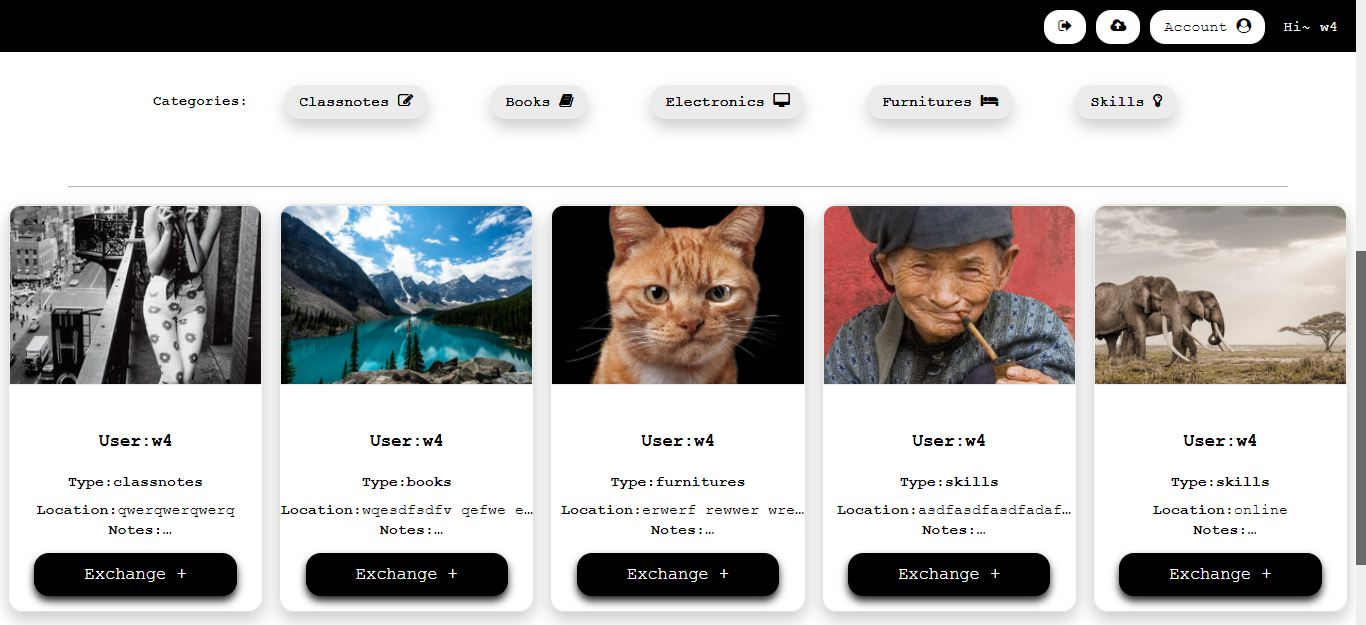 Account
Hi~ w4
Categories:
Classnotes
Books
Electronics
Furnitures
Skills
User:w4
Type:classnotes
Location:qwerqwerqwerq
Notes:…
Exchange +
User:w4
Type:books
Location:wqesdfsdfv qefwe e…
Notes:…
Exchange +
User:w4
Type:furnitures
Location:erwerf rewwer wre…
Notes:…
Exchange +
User:w4
Type:skills
Location:asdfasdfasdfadaf…
Notes:…
Exchange +
User:w4
Type:skills
Location:online
Notes:…
Exchange +